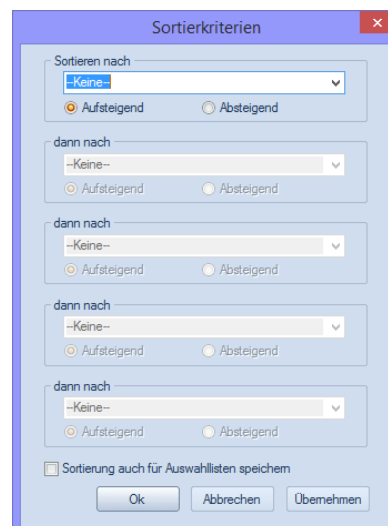 Sortierkriterien
Sortieren nach
--Keine--
Aufsteigend Absteigend
dann nach
--Keine--
Aufsteigend Absteigend
dann nach
--Keine--
Aufsteigend Absteigend
dann nach
--Keine--
Aufsteigend Absteigend
dann nach
--Keine--
Aufsteigend Absteigend
Sortierung auch für Auswahllisten speichern
Ok Abbrechen Übernehmen